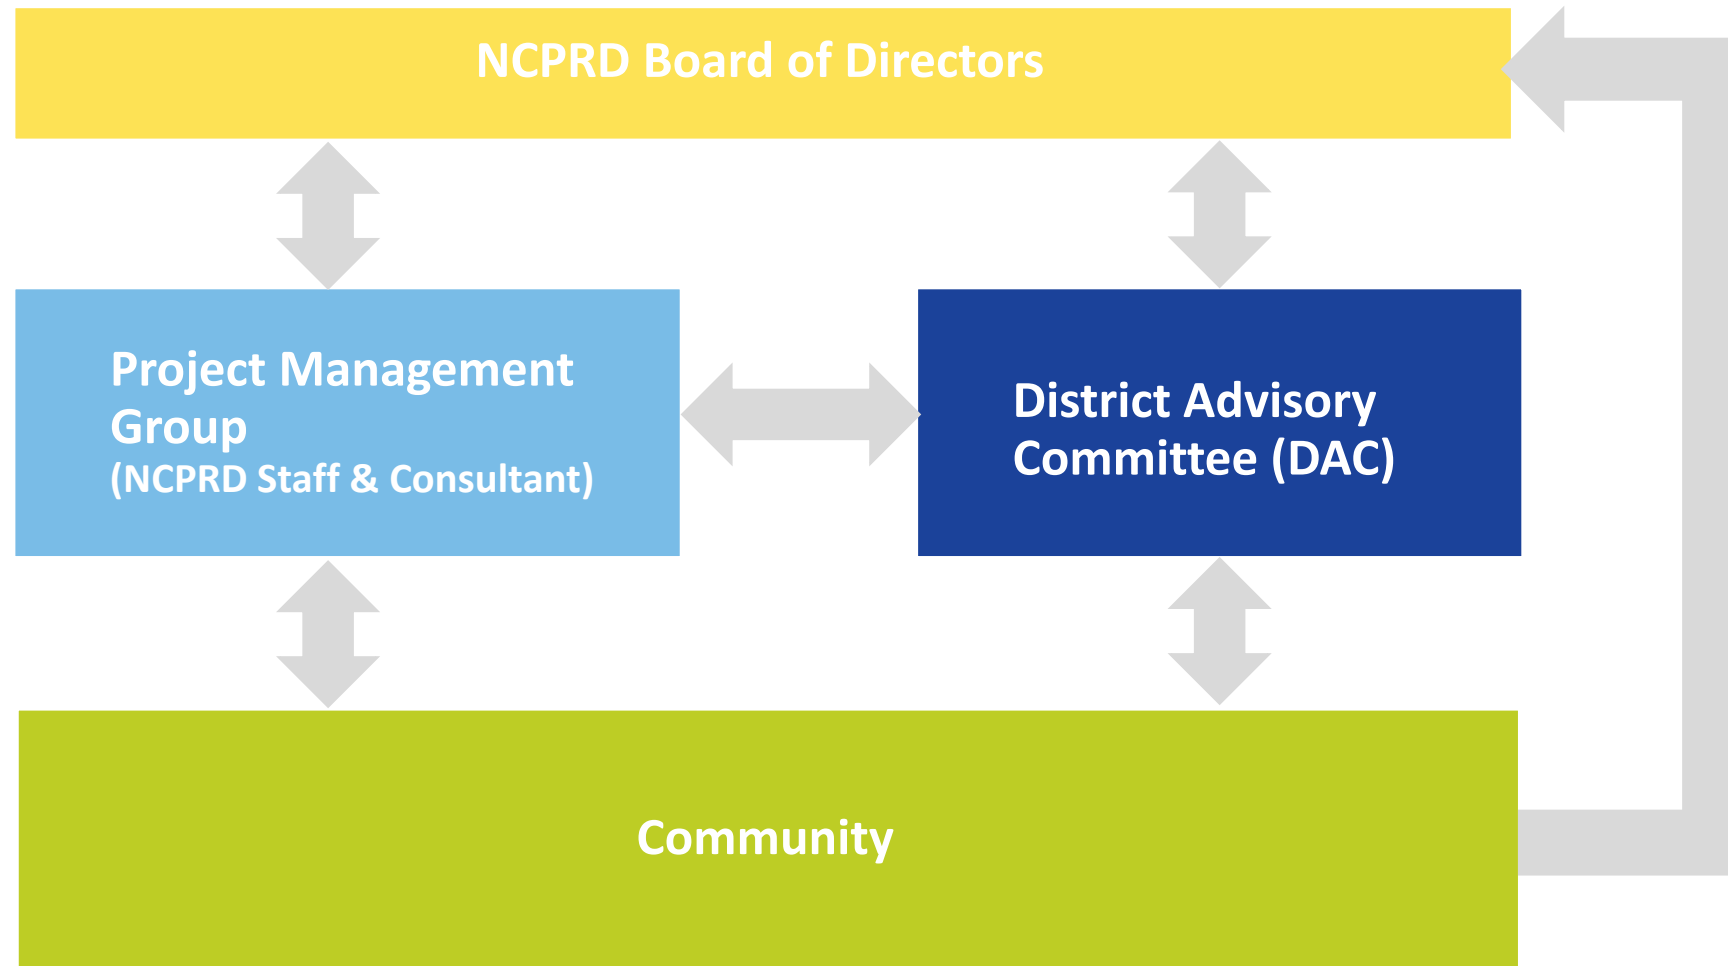 NCPRD Board of Directors
Project Management
Group
(NCPRD Staff & Consultant)
District Advisory
Committee (DAC)
Community